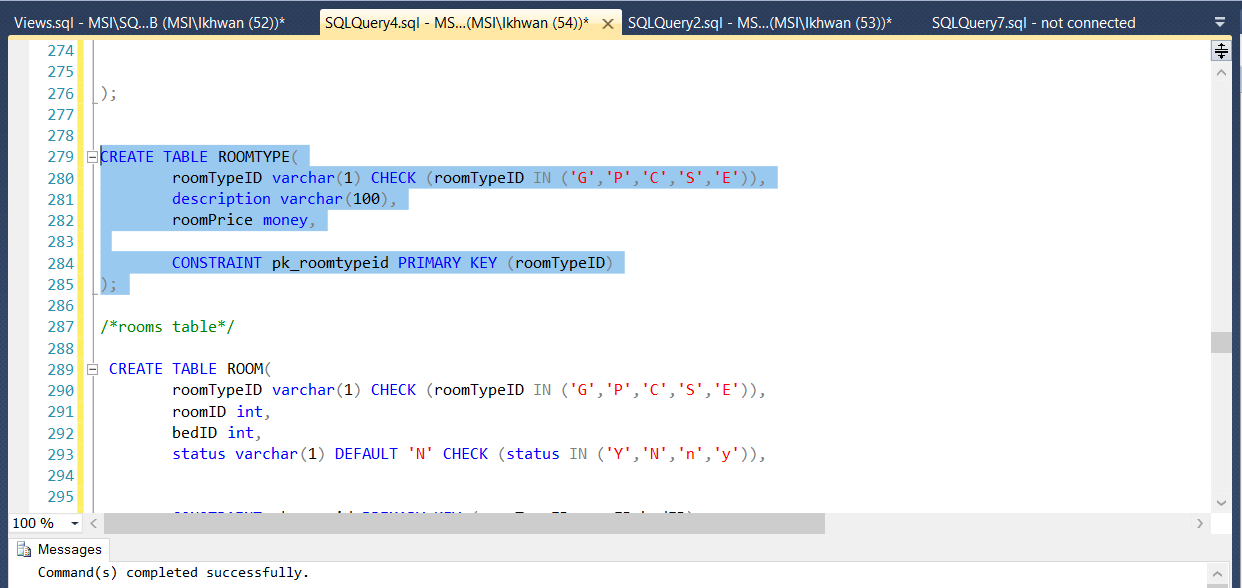 Views.sql - MSI\SQ...B (MSI\Ikhwan (52))* SQLQuery4.sql - MS...(MSI\Ikhwan (54))* SQLQuery2.sql - MS...(MSI\Ikhwan (53))* SQLQuery7.sql - not connected
274
275
276 );
277
278
279 CREATE TABLE ROOMTYPE(
280 roomTypeID varchar(1) CHECK (roomTypeID IN ('G','P','C','S','E')),
281 description varchar(100),
282 roomPrice money,
283
284 CONSTRAINT pk_roomtypeid PRIMARY KEY (roomTypeID)
285 );
286
287 /*rooms table*/
288
289 CREATE TABLE ROOM(
290 roomTypeID varchar(1) CHECK (roomTypeID IN ('G','P','C','S','E')),
291 roomID int,
292 bedID int,
293 status varchar(1) DEFAULT 'N' CHECK (status IN ('Y','N','n','y')),
294
295
100 %
Messages
Command(s) completed successfully.